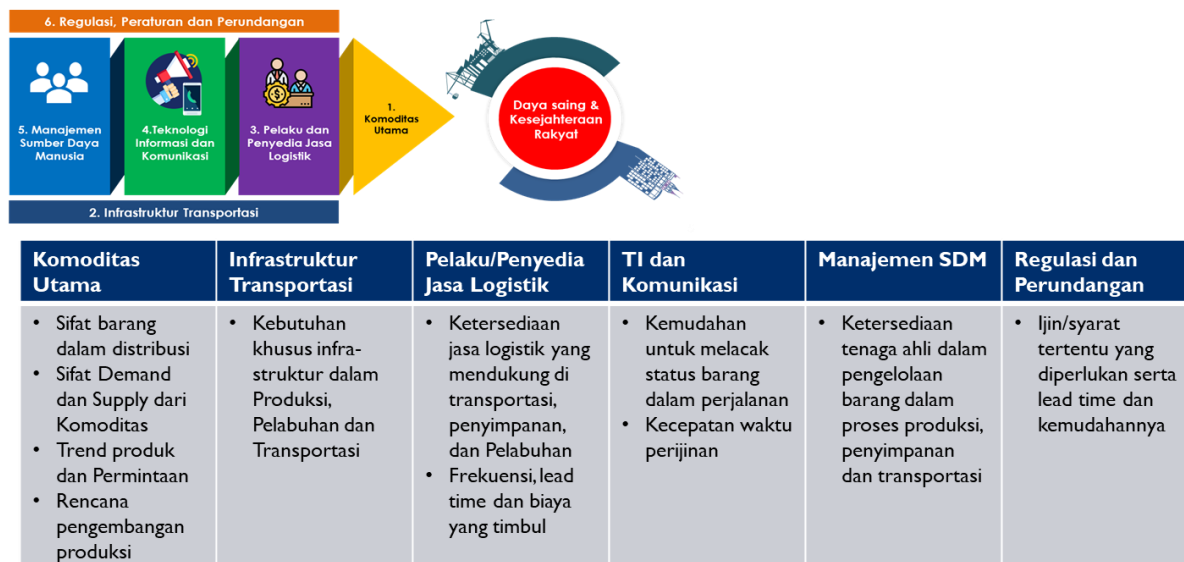 6. Regulasi, Peraturan dan Perundangan
5. Manajemen
Sumber Daya
Manusia
4.Teknologi
Informasi dan
Komunikasi
3. Pelaku dan
Penyedia Jasa
Logistik
1.
Komoditas
Utama
2. Infrastruktur Transportasi
Daya saing &
Kesejahteraan
Rakyat
Komoditas
Utama
Infrastruktur
Transportasi
Pelaku/Penyedia
Jasa Logistik
TI dan
Komunikasi
Manajemen SDM
Regulasi dan
Perundangan
• Sifat barang
dalam distribusi
• Sifat Demand
dan Supply dari
Komoditas
• Trend produk
dan Permintaan
• Rencana
pengembangan
produksi
• Kebutuhan
khusus infra-
struktur dalam
Produksi,
Pelabuhan dan
Transportasi
• Ketersediaan
jasa logistik yang
mendukung di
transportasi,
penyimpanan,
dan Pelabuhan
• Frekuensi, lead
time dan biaya
yang timbul
• Kemudahan
untuk melacak
status barang
dalam perjalanan
• Kecepatan waktu
perijinan
• Ketersediaan
tenaga ahli dalam
pengelolaan
barang dalam
proses produksi,
penyimpanan
dan transportasi
• Ijin/syarat
tertentu yang
diperlukan serta
lead time dan
kemudahannya